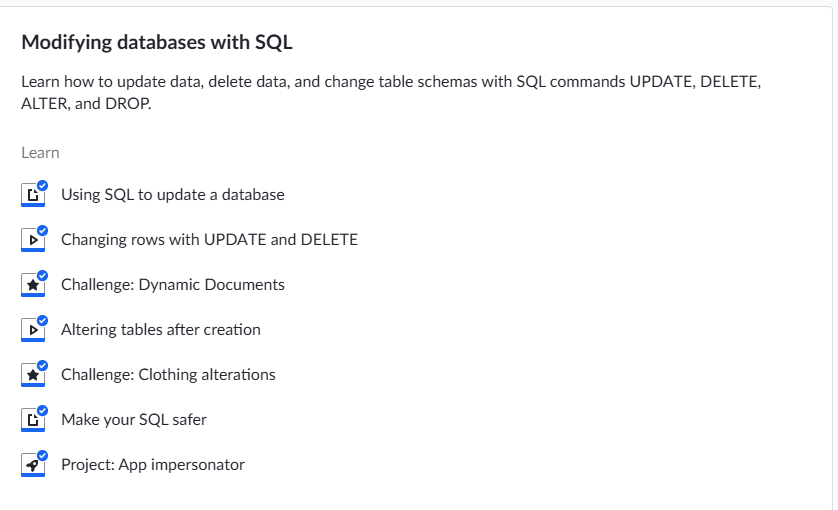 Modifying databases with SQL
Learn how to update data, delete data, and change table schemas with SQL commands UPDATE, DELETE,
ALTER, and DROP.
Learn
Using SQL to update a database
Changing rows with UPDATE and DELETE
Challenge: Dynamic Documents
Altering tables after creation
Challenge: Clothing alterations
Make your SQL safer
Project: App impersonator